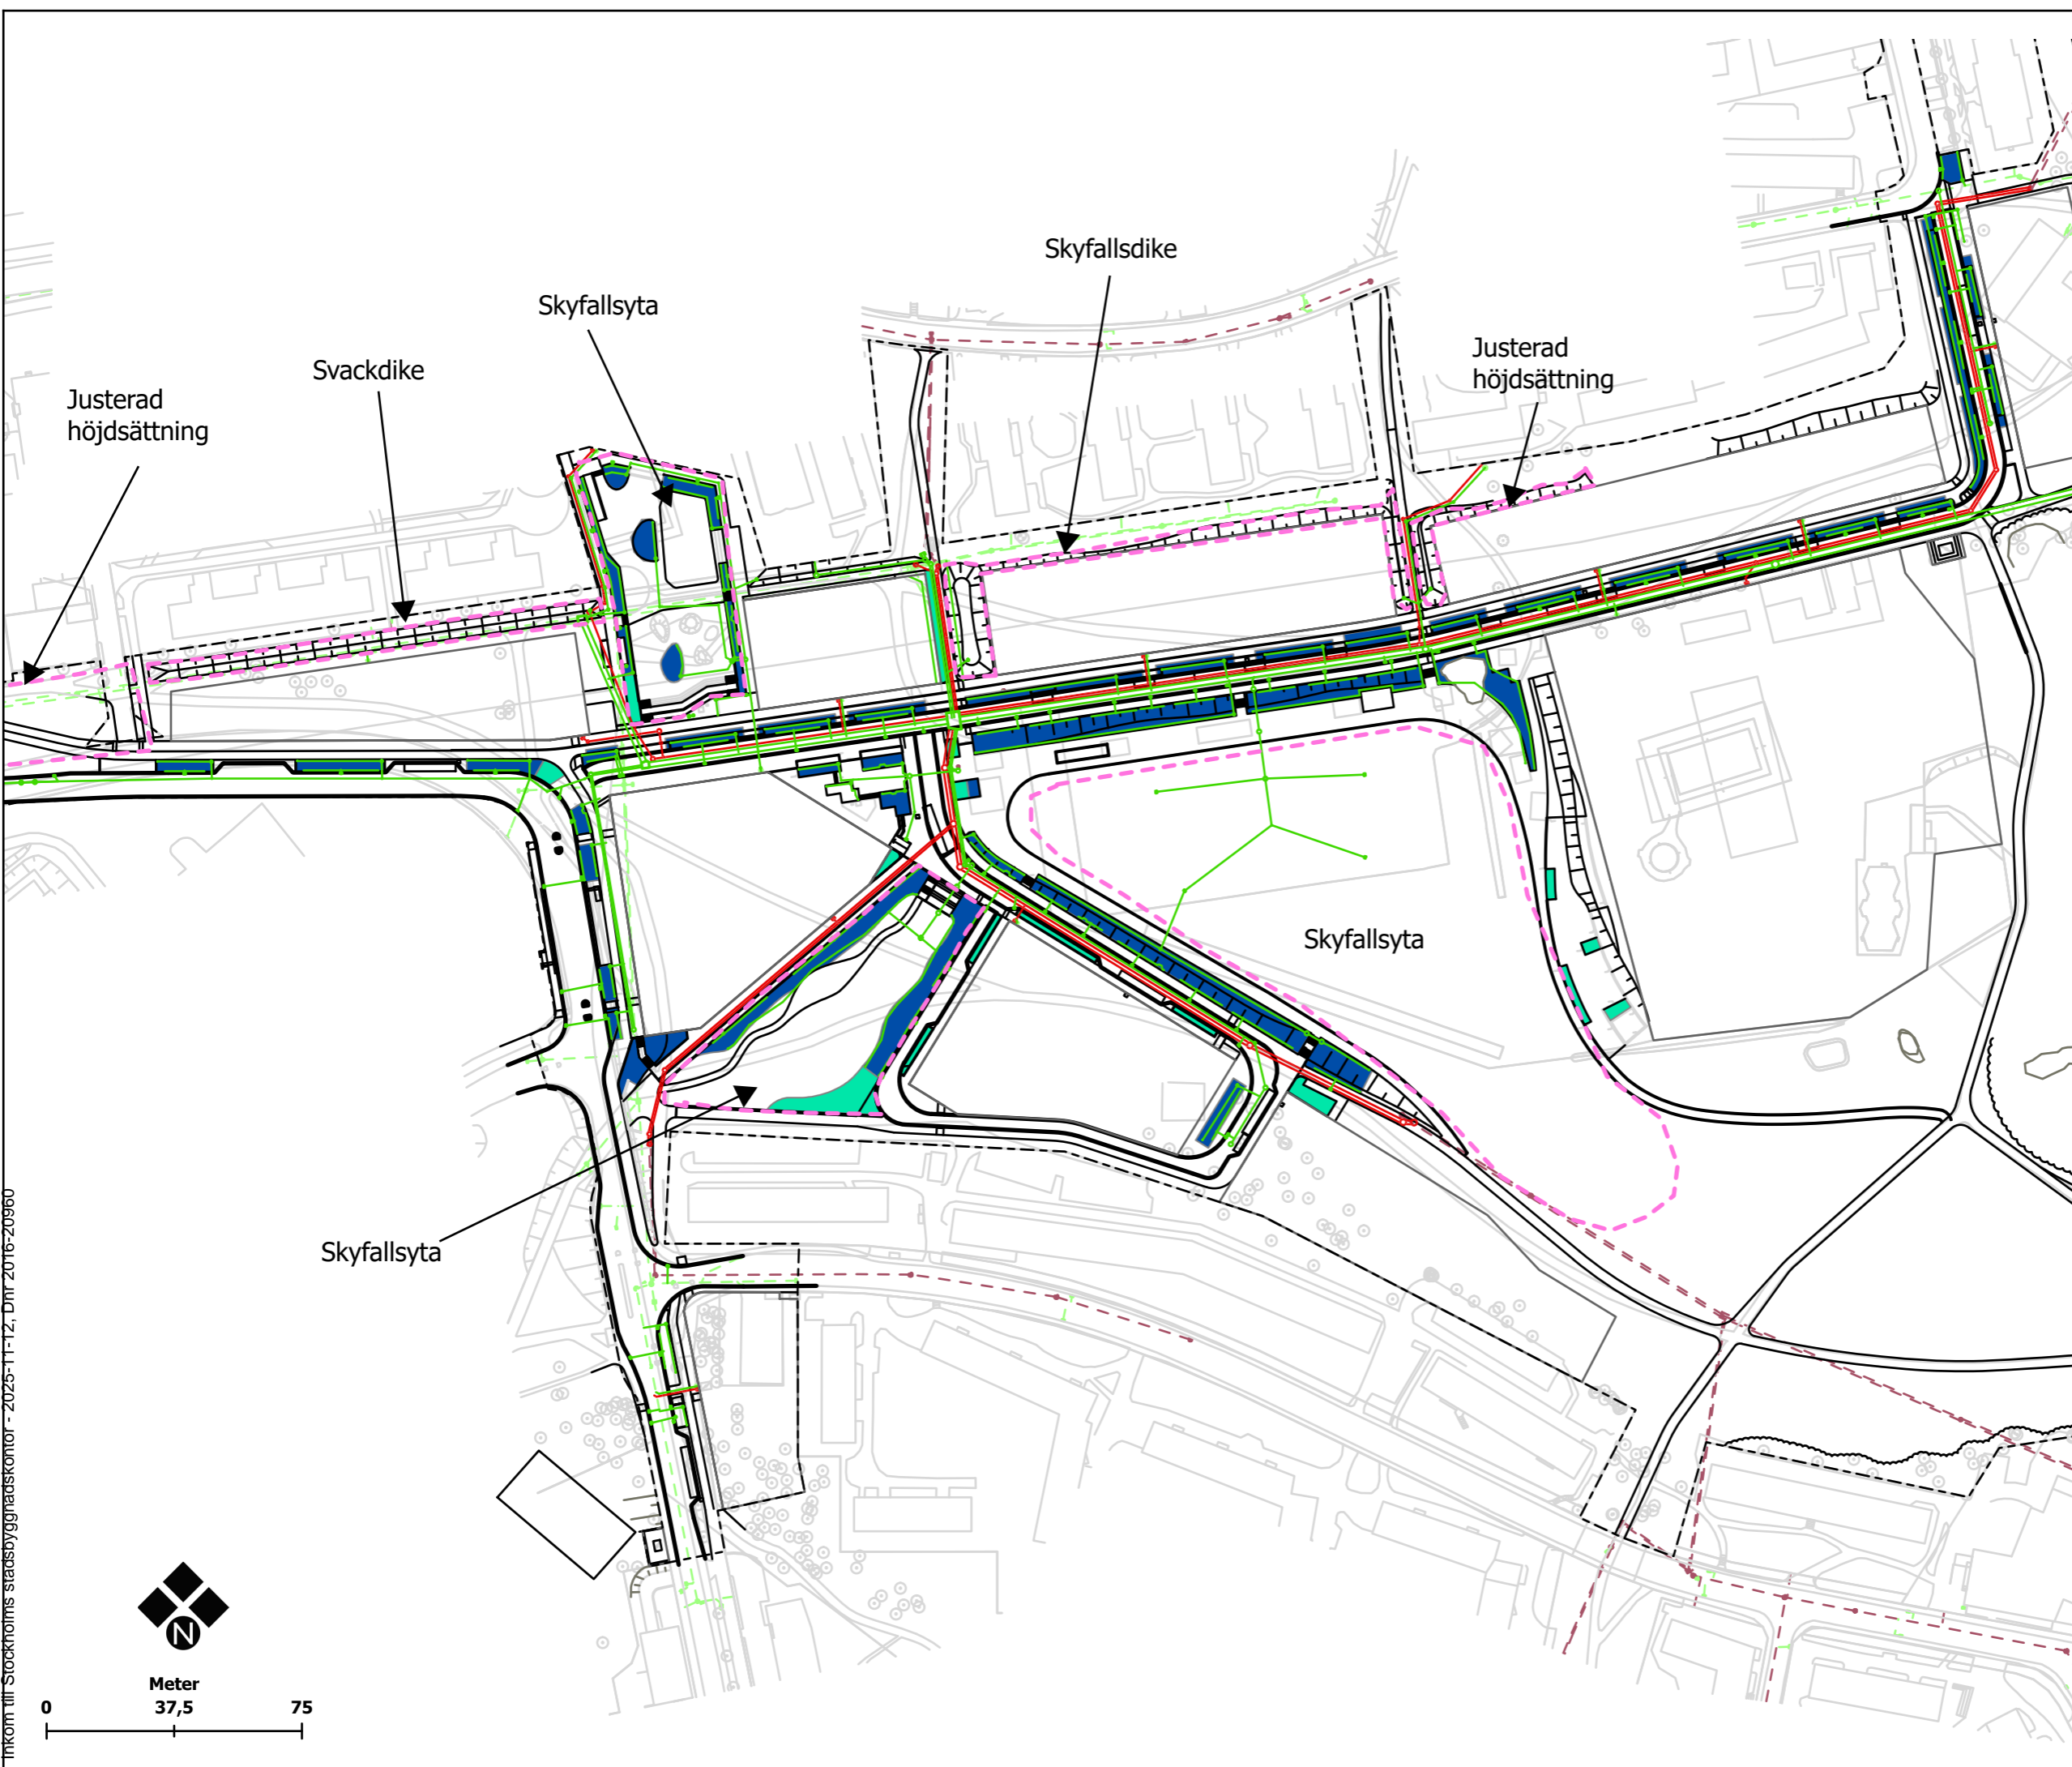 Skyfallsdike
Skyfallsyta
Justerad
höjdsättning
Svackdike
Justerad
höjdsättning
Skyfallsyta
Skyfallsyta
N
Meter
0 37,5 75
Inkom till Stockholms stadsbyggnadskontor - 2025-11-12, Dnr 2016-20960